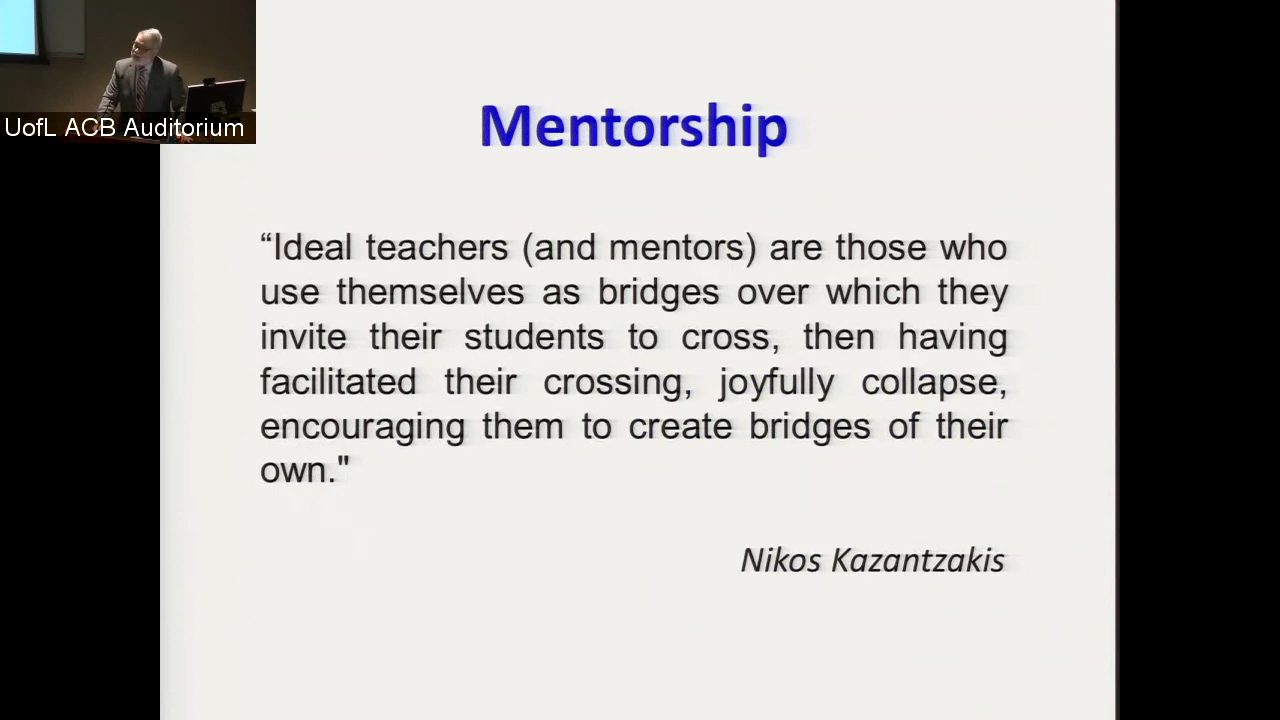 UofL ACB Auditorium
Mentorship
“Ideal teachers (and mentors) are those who
use themselves as bridges over which they
invite their students to cross, then having
facilitated their crossing, joyfully collapse,
encouraging them to create bridges of their
own."
Nikos Kazantzakis